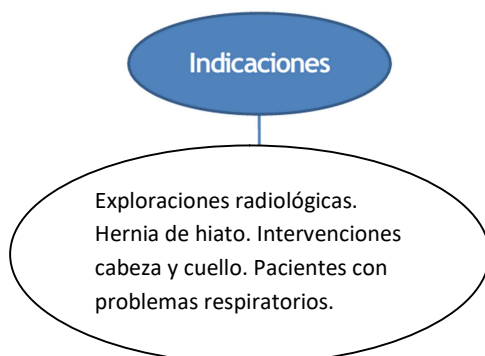 Indicaciones
Exploraciones radiológicas.
Hernia de hiato. Intervenciones
cabeza y cuello. Pacientes con
problemas respiratorios.